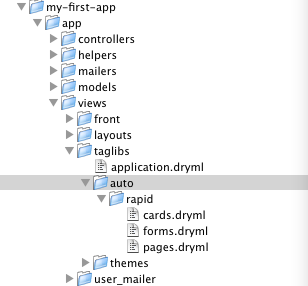 my-first-app
app
controllers
helpers
mailers
models
views
front
layouts
taglibs
application.dryml
auto
rapid
cards.dryml
forms.dryml
pages.dryml
themes
user_mailer